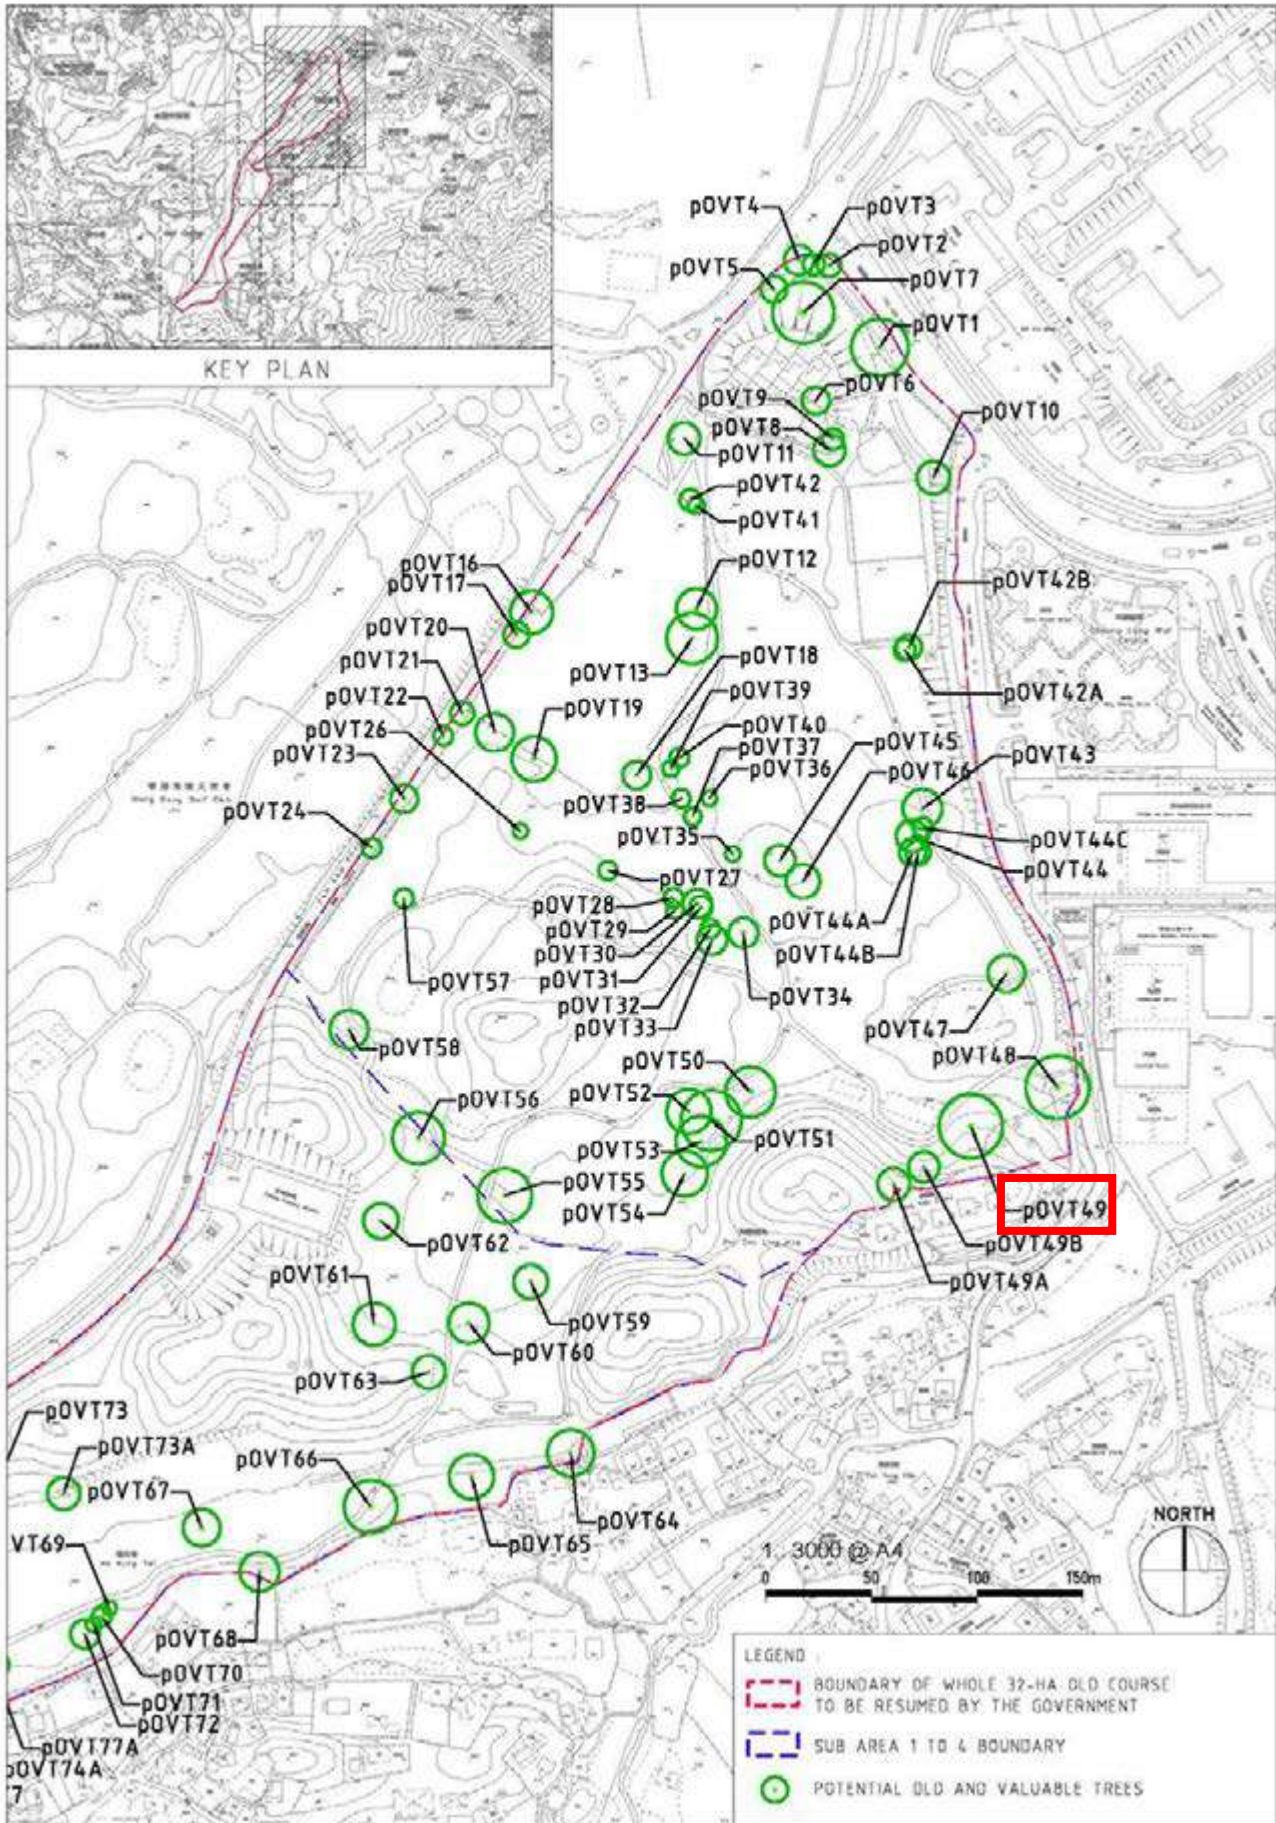 KEY PLAN
pOVT4
pOVT3
pOVT2
pOVT5
pOVT7
pOVT1
pOVT6
pOVT9
pOVT8
pOVT10
pOVT11
pOVT42
pOVT41
pOVT16
pOVT12
pOVT17
pOVT42B
pOVT20
pOVT21
pOVT18
pOVT13
pOVT42A
pOVT22
pOVT39
pOVT19
pOVT26
pOVT40
pOVT37
pOVT45
pOVT43
pOVT23
pOVT36
pOVT46
pOVT38
pOVT24
pOVT35
pOVT44C
pOVT44
pOVT27
pOVT28
pOVT44A
pOVT29
pOVT30
pOVT44B
pOVT57
pOVT31
pOVT32
pOVT34
pOVT33
pOVT47
pOVT58
pOVT50
pOVT48
pOVT52
pOVT56
pOVT51
pOVT53
pOVT55
pOVT49
pOVT54
pOVT62
pOVT49B
pOVT49A
pOVT61
pOVT59
pOVT60
pOVT63
pOVT73
pOVT73A
pOVT66
pOVT67
pOVT64
NORTH
VT69
pOVT65
1 : 3000 @ A4
0 50 100 150m
pOVT68
pOVT70
pOVT71
pOVT72
pOVT77A
pOVT74A
7
LEGEND :
BOUNDARY OF WHOLE 32-HA OLD COURSE
TO BE RESUMED BY THE GOVERNMENT
SUB AREA 1 TO 4 BOUNDARY
POTENTIAL OLD AND VALUABLE TREES